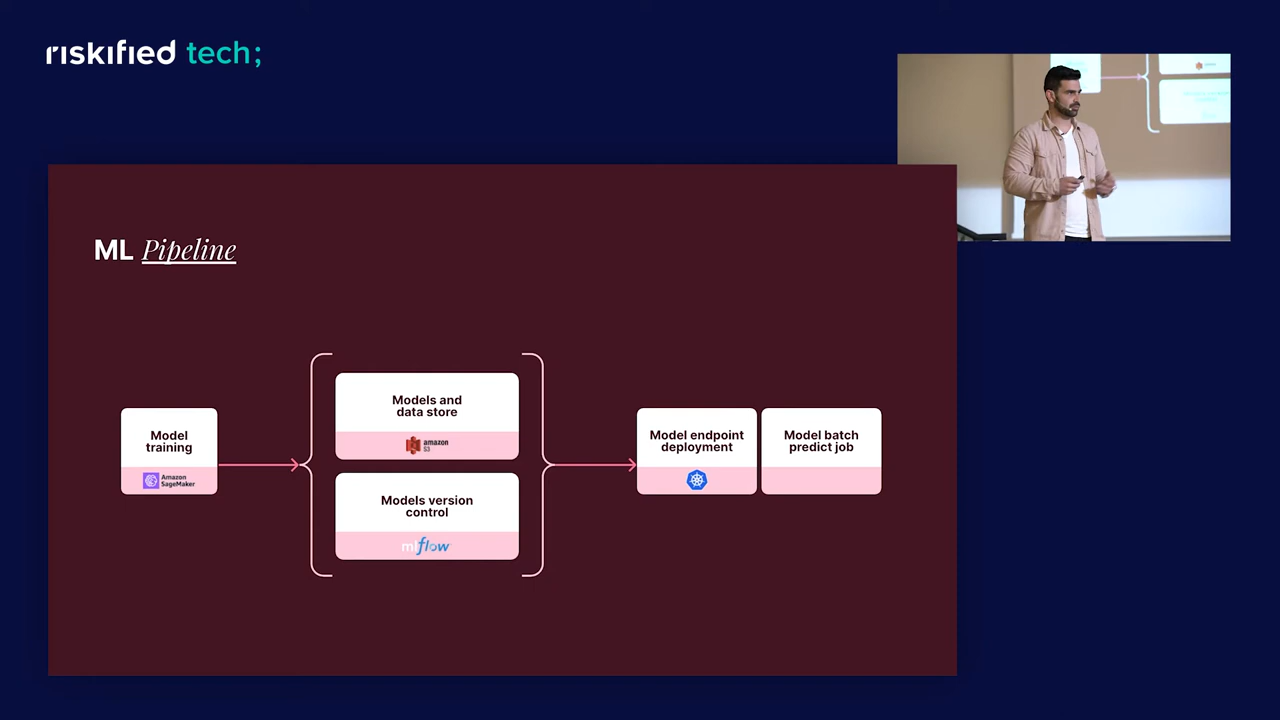 riskified tech;
ML Pipeline
Model
training
Amazon
SageMaker
Models and
data store
amazon
S3
Models version
control
mlflow
Model endpoint
deployment
Model batch
predict job